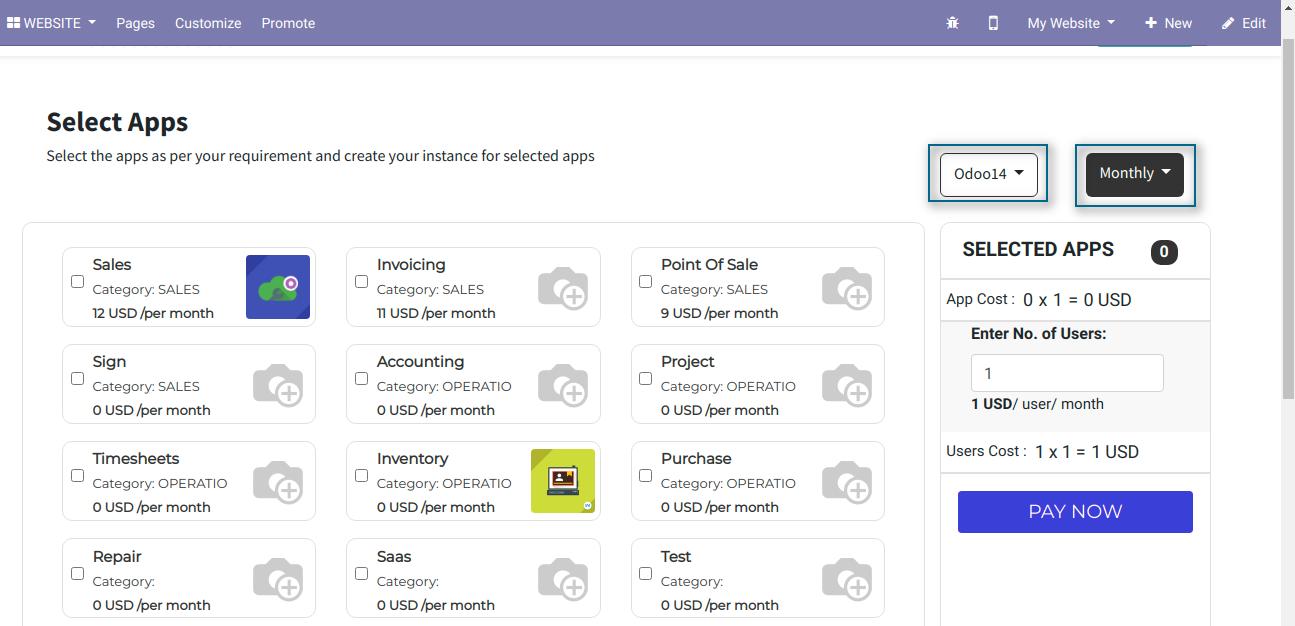 WEBSITE Pages Customize Promote My Website New Edit
Select Apps
Select the apps as per your requirement and create your instance for selected apps
Odoo14 Monthly
Sales
Category: SALES
12 USD /per month
Invoicing
Category: SALES
11 USD /per month
Point Of Sale
Category: SALES
9 USD /per month
Sign
Category: SALES
0 USD /per month
Accounting
Category: OPERATIO
0 USD /per month
Project
Category: OPERATIO
0 USD /per month
Timesheets
Category: OPERATIO
0 USD /per month
Inventory
Category: OPERATIO
0 USD /per month
Purchase
Category: OPERATIO
0 USD /per month
Repair
Category:
0 USD /per month
Saas
Category:
0 USD /per month
Test
Category:
0 USD /per month
SELECTED APPS 0
App Cost : 0 x 1 = 0 USD
Enter No. of Users:
1
1 USD/ user/ month
Users Cost : 1 x 1 = 1 USD
PAY NOW